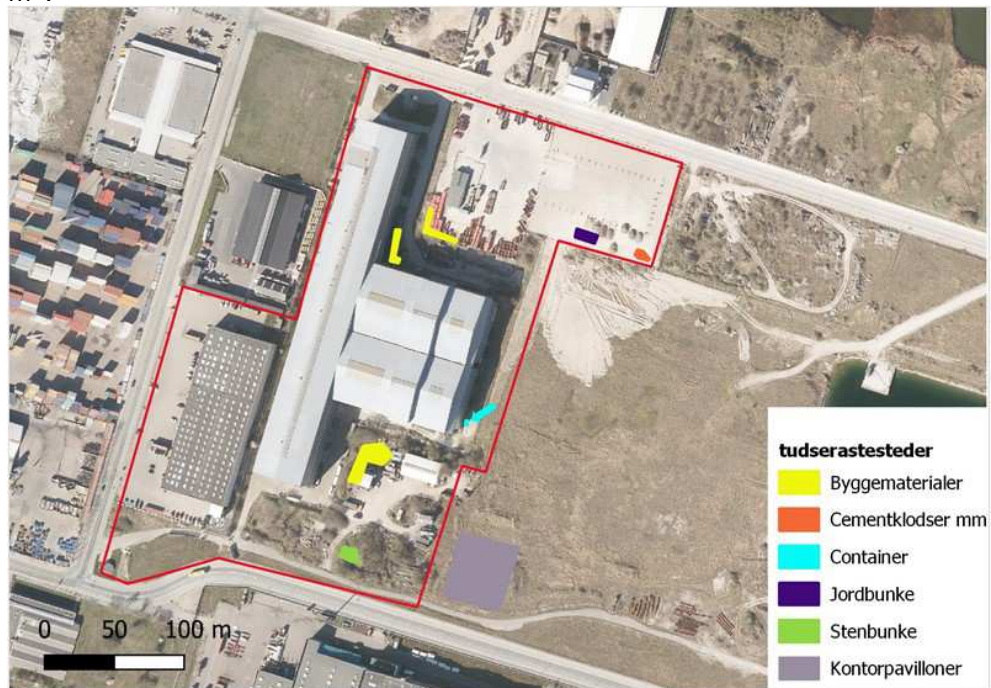 tudserastesteder
Byggematerialer
Cementklodser mm
Container
Jordbunke
Stenbunke
Kontorpavilloner
0 50 100 m